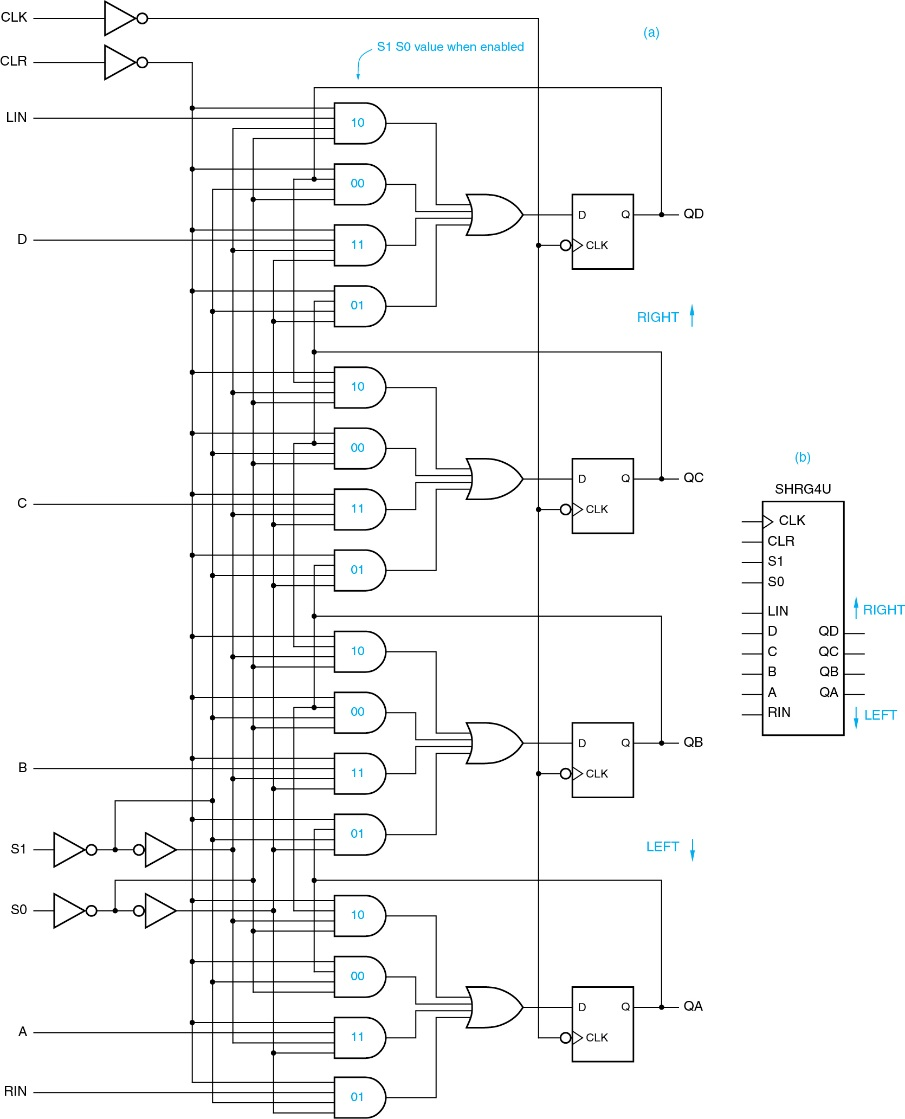 CLK
(a)
S1 S0 value when enabled
CLR
LIN
10
00
D Q QD
D
11
CLK
01
RIGHT
10
00
(b)
D Q QC
SHRG4U
C
11
CLK
CLK
CLR
01
S1
S0
LIN
RIGHT
D QD
10
C QC
B QB
A QA
00
RIN
LEFT
D Q QB
B
11
CLK
01
S1
LEFT
S0
10
00
D Q QA
A
11
CLK
RIN
01